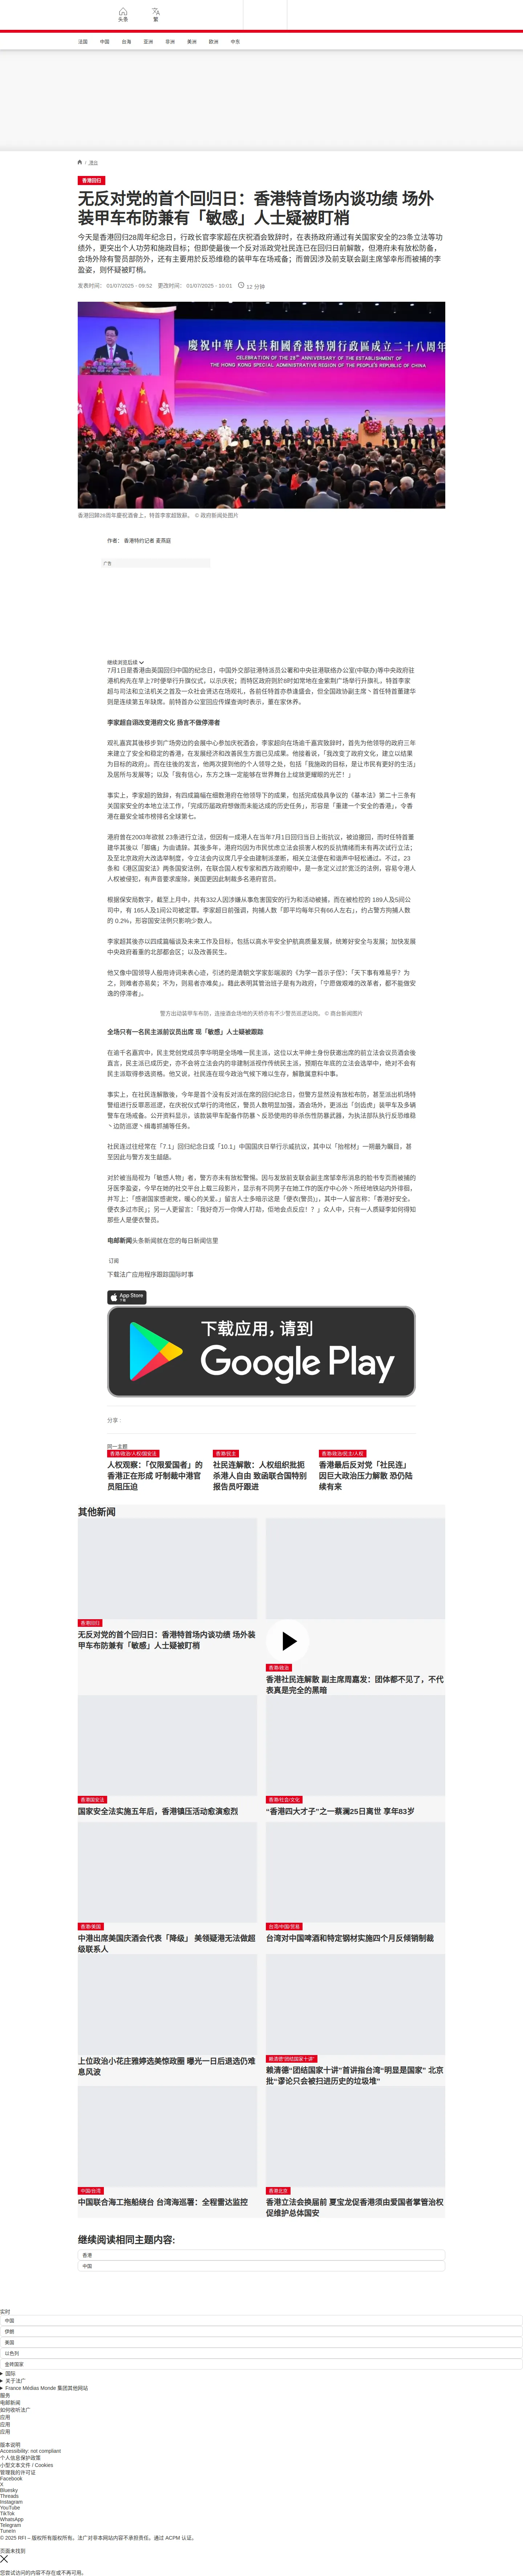 头条
繁
法国
中国
台海
亚洲
非洲
美洲
欧洲
中东
/ 港台
香港回归
无反对党的首个回归日：香港特首场内谈功绩 场外
装甲车布防兼有「敏感」人士疑被盯梢
今天是香港回归28周年纪念日，行政长官李家超在庆祝酒会致辞时，在表扬政府通过有关国家安全的23条立法等功
绩外，更突出个人功劳和施政目标；但即使最後一个反对派政党社民连已在回归日前解散，但港府未有放松防备，
会场外除有警员部防外，还有主要用於反恐维稳的装甲车在场戒备；而曾因涉及前支联会副主席邹幸彤而被擒的李
盈姿，则怀疑被盯梢。
发表时间： 01/07/2025 - 09:52 更改时间： 01/07/2025 - 10:01 12 分钟
慶祝中華人民共和國香港特別行政區成立二十八周年
CELEBRATION OF THE 28TH ANNIVERSARY OF THE ESTABLISHMENT OF
THE HONG KONG SPECIAL ADMINISTRATIVE REGION OF THE PEOPLE'S REPUBLIC OF CHINA
香港回歸28周年慶祝酒會上，特首李家超致辭。 © 政府新闻处图片
作者： 香港特约记者 麦燕庭
广告
继续浏览后续
7月1日是香港由英国回归中国的纪念日，中国外交部驻港特派员公署和中央驻港联络办公室(中联办)等中央政府驻
港机构先在早上7时便举行升旗仪式，以示庆祝；而特区政府则於8时如常地在金紫荆广场举行升旗礼，特首李家
超与司法和立法机关之首及一众社会贤达在场观礼，各前任特首亦恭逢盛会，但全国政协副主席丶首任特首董建华
则是连续第五年缺席。前特首办公室回应传媒查询时表示，董在家休养。
李家超自诩改变港府文化 扬言不做停滞者
观礼嘉宾其後移步到广场旁边的会展中心参加庆祝酒会，李家超向在场逾千嘉宾致辞时，首先为他领导的政府三年
来建立了安全和稳定的香港，在发展经济和改善民生方面已见成果。他接着说，「我改变了政府文化，建立以结果
为目标的政府」。而在往後的发言，他两次提到他的个人领导之处，包括「我施政的目标，是让市民有更好的生活」
及居所与发展等；以及「我有信心，东方之珠一定能够在世界舞台上绽放更耀眼的光芒！」
事实上，李家超的致辞，有四成篇幅在细数港府在他领导下的成果，包括完成极具争议的《基本法》第二十三条有
关国家安全的本地立法工作，「完成历届政府想做而未能达成的历史任务」，形容是「重建一个安全的香港」，令香
港在最安全城市榜排名全球第七。
港府曾在2003年欲就 23条进行立法，但因有一成港人在当年7月1日回归当日上街抗议，被迫撤回，而时任特首董
建华其後以「脚痛」为由请辞。其後多年，港府均因为市民忧虑立法会损害人权的反抗情绪而未有再次试行立法；
及至北京政府大改选举制度，令立法会内议席几乎全由建制派垄断，相关立法便在和谐声中轻松通过。不过，23
条和《港区国安法》两条国安法例，在联合国人权专家和西方政府眼中，是一条定义过於宽泛的法例，容易令港人
人权被侵犯，有声音要求废除。美国更因此制裁多名港府官员。
根据保安局数字，截至上月中，共有332人因涉嫌从事危害国安的行为和活动被捕，而在被检控的 189人及5间公
司中，有 165人及1间公司被定罪。李家超日前强调，拘捕人数「即平均每年只有66人左右」，约占警方拘捕人数
的 0.2%，形容国安法例只影响少数人。
李家超其後亦以四成篇幅谈及未来工作及目标，包括以高水平安全护航高质量发展，统筹好安全与发展；加快发展
中央政府着重的北部都会区；以及改善民生。
他又像中国领导人般用诗词来表心迹，引述的是清朝文学家彭端淑的《为学一首示子侄》：「天下事有难易乎？为
之，则难者亦易矣；不为，则易者亦难矣」，藉此表明其管治班子是有为政府，「宁愿做艰难的改革者，都不能做安
逸的停滞者」。
警方出动装甲車布防，连接酒会场地的天桥亦有不少警员巡逻站岗。 © 商台新闻图片
全场只有一名民主派前议员出席 现「敏感」人士疑被跟踪
在逾千名嘉宾中，民主党创党成员李华明是全场唯一民主派，这位以太平绅士身份获邀出席的前立法会议员酒会後
直言，民主派已成历史，亦不会将立法会内的非建制派视作传统民主派，预期在年底的立法会选举中，绝对不会有
民主派取得参选资格。他又说，社民连在现今政治气候下难以生存，解散属意料中事。
事实上，在社民连解散後，今年是首个没有反对派在席的回归纪念日，但警方显然没有放松布防，甚至派出机场特
警组进行反罪恶巡逻，在庆祝仪式举行的湾他区，警员人数明显加强，酒会场外，更派出「剑齿虎」装甲车及多辆
警车在场戒备。公开资料显示，该款装甲车配备作防暴丶反恐使用的非杀伤性防暴武器，为执法部队执行反恐维稳
丶边防巡逻丶缉毒抓捕等任务。
社民连过往经常在「7.1」回归纪念日或「10.1」中国国庆日举行示威抗议，其中以「抬棺材」一期最为瞩目，甚
至因此与警方发生龃龉。
对於被当局视为「敏感人物」者，警方亦未有放松警惕。因与发放前支联会副主席邹幸彤消息的脸书专页而被捕的
牙医李盈姿，今早在她的社交平台上载三段影片，显示有不同男子在她工作的医疗中心外丶所经地铁站内外徘徊，
并写上：「感谢国家感谢党，暖心的关爱。」留言人士多暗示这是「便衣(警员)」，其中一人留言称：「香港好安全，
便衣多过市民」；另一人更留言：「我好奇万一你俾人打劫，佢地会点反应！？ 」众人中，只有一人质疑李如何得知
那些人是便衣警员。
电邮新闻头条新闻就在您的每日新闻信里
订阅
下载法广应用程序跟踪国际时事
App Store
下载
下载应用，请到
Google Play
分享：
同一主题
香港/政治/人权/国安法
人权观察：「仅限爱国者」的
香港正在形成 吁制裁中港官
员阻压迫
香港/民主
社民连解散：人权组织批扼
杀港人自由 致函联合国特别
报告员吁跟进
香港/政治/民主/人权
香港最后反对党「社民连」
因巨大政治压力解散 恐仍陆
续有来
其他新闻
香港回归
无反对党的首个回归日：香港特首场内谈功绩 场外装
甲车布防兼有「敏感」人士疑被盯梢
香港/政治
香港社民连解散 副主席周嘉发：团体都不见了，不代
表真是完全的黑暗
香港国安法
国家安全法实施五年后，香港镇压活动愈演愈烈
香港/社会/文化
“香港四大才子”之一蔡澜25日离世 享年83岁
香港/美国
中港出席美国庆酒会代表「降级」 美领疑港无法做超
级联系人
台湾/中国/贸易
台湾对中国啤酒和特定钢材实施四个月反倾销制裁
上位政治小花庄雅婷选美惊政圈 曝光一日后退选仍难
息风波
赖清德“团结国家十讲”
赖清德“团结国家十讲”首讲指台湾“明显是国家” 北京
批“谬论只会被扫进历史的垃圾堆”
中国/台湾
中国联合海工拖船绕台 台湾海巡署：全程雷达监控
香港北京
香港立法会换届前 夏宝龙促香港须由爱国者掌管治权
促维护总体国安
继续阅读相同主题内容:
香港
中国
实时
中国
伊朗
美国
以色列
金砖国家
国际
关于法广
France Médias Monde 集团其他网站
服务
电邮新闻
如何收听法广
应用
应用
应用
版本说明
Accessibility: not compliant
个人信息保护政策
小型文本文件 / Cookies
管理我的许可证
Facebook
X
Bluesky
Threads
Instagram
YouTube
TikTok
WhatsApp
Telegram
TuneIn
© 2025 RFI – 版权所有版权所有。法广对非本网站内容不承担责任。通过 ACPM 认证。
页面未找到
您尝试访问的内容不存在或不再可用。